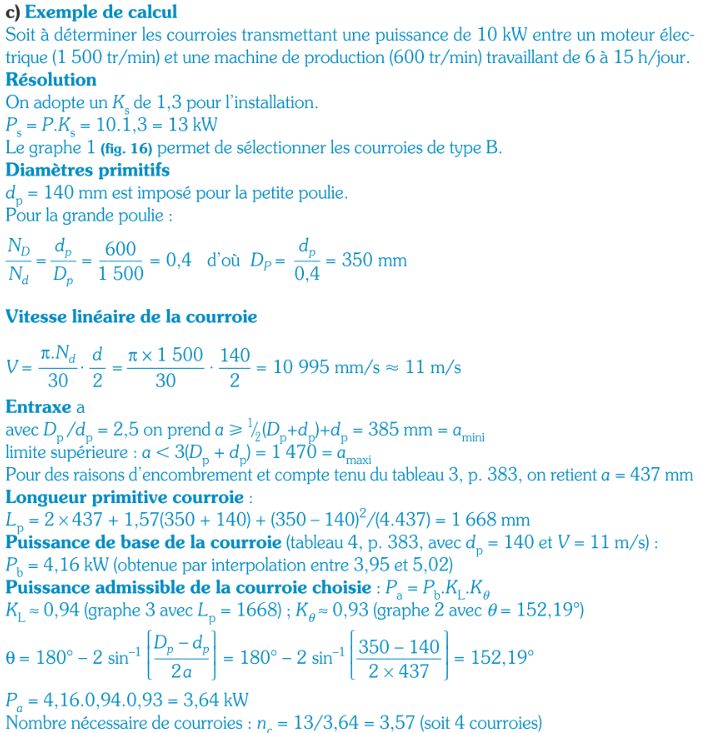 c) Exemple de calcul
Soit à déterminer les courroies transmettant une puissance de 10 kW entre un moteur élec-
trique (1 500 tr/min) et une machine de production (600 tr/min) travaillant de 6 à 15 h/jour.
Résolution
On adopte un Kₛ de 1,3 pour l'installation.
Pₛ = P.Kₛ = 10.1,3 = 13 kW
Le graphe 1 (fig. 16) permet de sélectionner les courroies de type B.
Diamètres primitifs
dₚ = 140 mm est imposé pour la petite poulie.
Pour la grande poulie :
N_D/N_d = dₚ/Dₚ = 600/1 500 = 0,4 d'où D_P = dₚ/0,4 = 350 mm
Vitesse linéaire de la courroie
V = π.N_d/30 · d/2 = π × 1 500/30 · 140/2 = 10 995 mm/s ≈ 11 m/s
Entraxe a
avec Dₚ/dₚ = 2,5 on prend a ⩾ ½(Dₚ+dₚ)+dₚ = 385 mm = a_mini
limite supérieure : a < 3(Dₚ + dₚ) = 1 470 = a_maxi
Pour des raisons d'encombrement et compte tenu du tableau 3, p. 383, on retient a = 437 mm
Longueur primitive courroie :
Lₚ = 2 × 437 + 1,57(350 + 140) + (350 – 140)²/(4.437) = 1 668 mm
Puissance de base de la courroie (tableau 4, p. 383, avec dₚ = 140 et V = 11 m/s) :
P_b = 4,16 kW (obtenue par interpolation entre 3,95 et 5,02)
Puissance admissible de la courroie choisie : Pₐ = P_b.K_L.K_θ
K_L ≈ 0,94 (graphe 3 avec Lₚ = 1668) ; K_θ ≈ 0,93 (graphe 2 avec θ = 152,19°)
θ = 180° – 2 sin⁻¹ [Dₚ – dₚ/2a] = 180° – 2 sin⁻¹ [350 – 140/2 × 437] = 152,19°
Pₐ = 4,16.0,94.0,93 = 3,64 kW
Nombre nécessaire de courroies : n_c = 13/3,64 = 3,57 (soit 4 courroies)